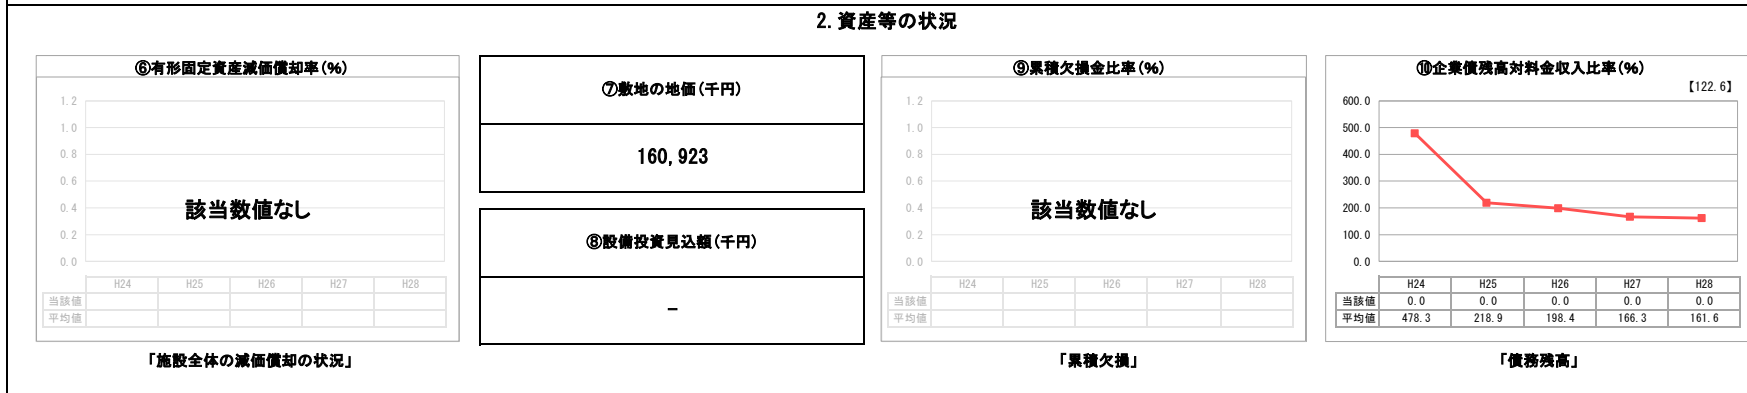 2.資産等の状況
⑥有形固定資産減価償却率(%)
1.2
1.0
0.8
0.6
0.4
0.2
0.0
該当数値なし
H24 H25 H26 H27 H28
当該値
平均値
「施設全体の減価償却の状況」
⑦敷地の地価(千円)
160,923
⑧設備投資見込額(千円)
-
⑨累積欠損金比率(%)
1.2
1.0
0.8
0.6
0.4
0.2
0.0
該当数値なし
H24 H25 H26 H27 H28
当該値
平均値
「累積欠損」
⑩企業債残高対料金収入比率(%)
【122.6】
600.0
500.0
400.0
300.0
200.0
100.0
0.0
H24 H25 H26 H27 H28
当該値 0.0 0.0 0.0 0.0 0.0
平均値 478.3 218.9 198.4 166.3 161.6
「債務残高」